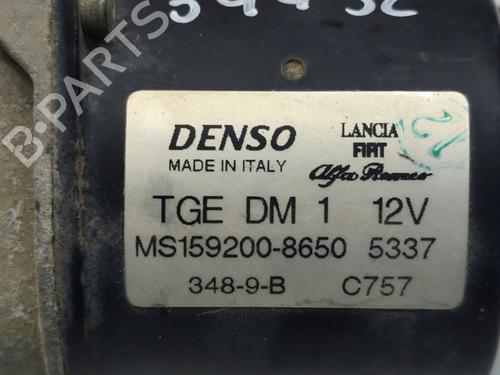 B-PARTS
DENSO
MADE IN ITALY
LANCIA
FIAT
Alfa Romeo
TGE DM 1 12V
MS159200-8650 5337
348-9-B C757